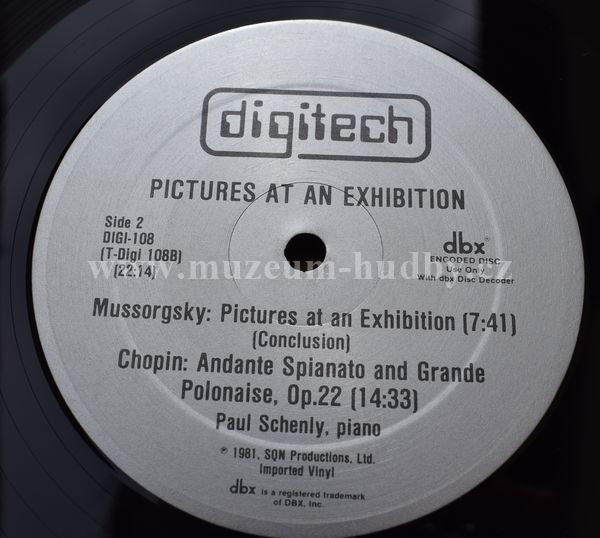 digitech
PICTURES AT AN EXHIBITION
Side 2
DIGI-108
(T-Digi 108B)
(22:14)
dbx®
ENCODED DISC
Use Only
With dbx Disc Decoder
www.muzeum-hudby.cz
Mussorgsky: Pictures at an Exhibition (7:41)
(Conclusion)
Chopin: Andante Spianato and Grande
Polonaise, Op.22 (14:33)
Paul Schenly, piano
℗ 1981, SQN Productions, Ltd.
Imported Vinyl
dbx is a registered trademark
of DBX, Inc.